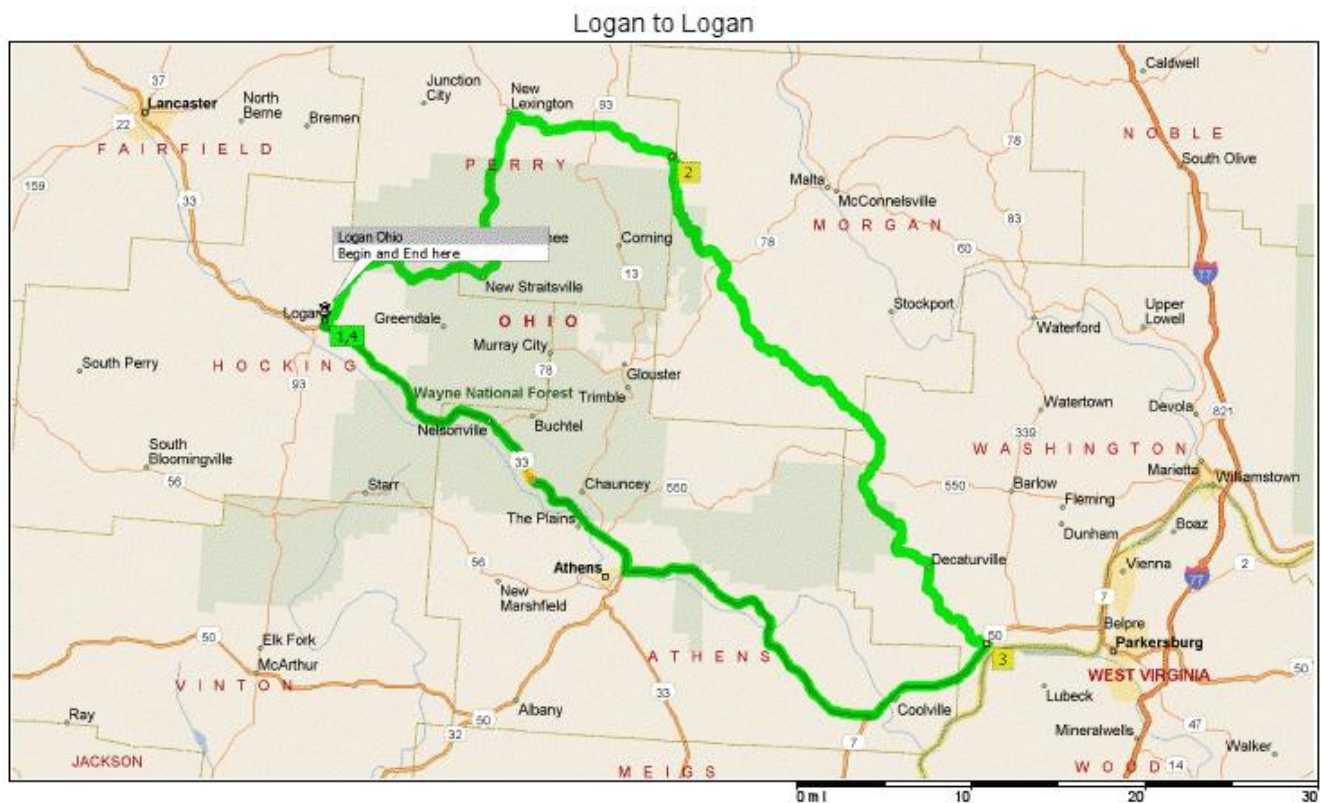 Logan to Logan
Caldwell
37
Junction
City
New
Lexington
Lancaster
North
Berne
Bremen
93
22
FAIRFIELD
NOBLE
78
PERRY
South Olive
2
159
33
Malta
McConnelsville
MORGAN
83
Logan Ohio
Begin and End here
nee
Corning
78
60
13
77
New Straitsville
Stockport
Upper
Lowell
Logan
Greendale
OHIO
Waterford
1,4
Murray City
HOCKING
South Perry
78
Glouster
93
Wayne National Forest
Trimble
Watertown
Devola
821
Nelsonville
Buchtel
339
WASHINGTON
South
Bloomingville
33
Marietta
Williamstown
56
Starr
Chauncey
550
550
Barlow
Fleming
The Plains
Dunham
Boaz
56
Athens
Decaturville
Vienna
2
New
Marshfield
77
7
Belpre
50
Elk Fork
50
Parkersburg
McArthur
ATHENS
3
50
VINTON
33
WEST VIRGINIA
Lubeck
Albany
Coolville
Ray
50
47
32
7
Mineralwells
Walker
JACKSON
MEIGS
WOOD
14
0 mi 10 20 30